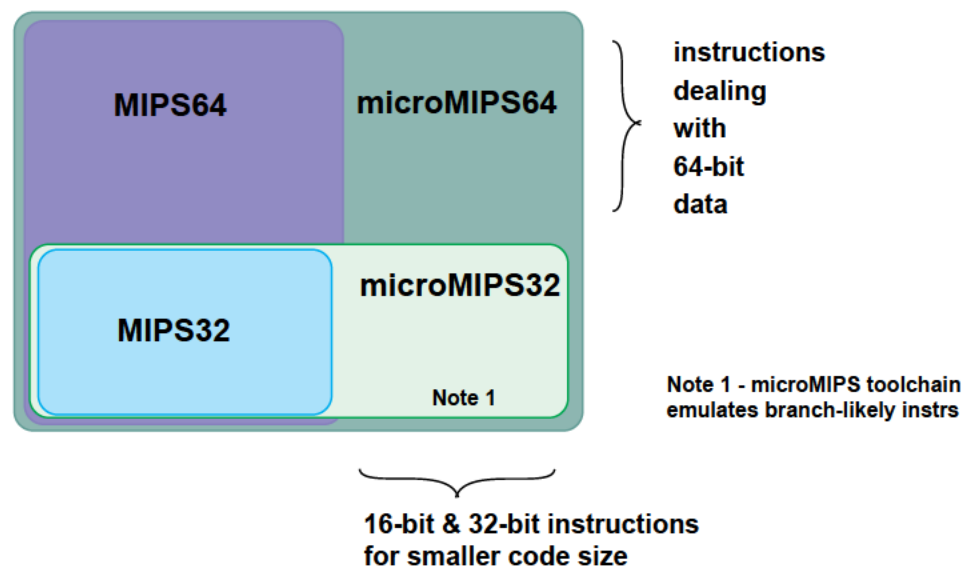 MIPS64
microMIPS64
instructions
dealing
with
64-bit
data
microMIPS32
MIPS32
Note 1
Note 1 - microMIPS toolchain
emulates branch-likely instrs
16-bit & 32-bit instructions
for smaller code size